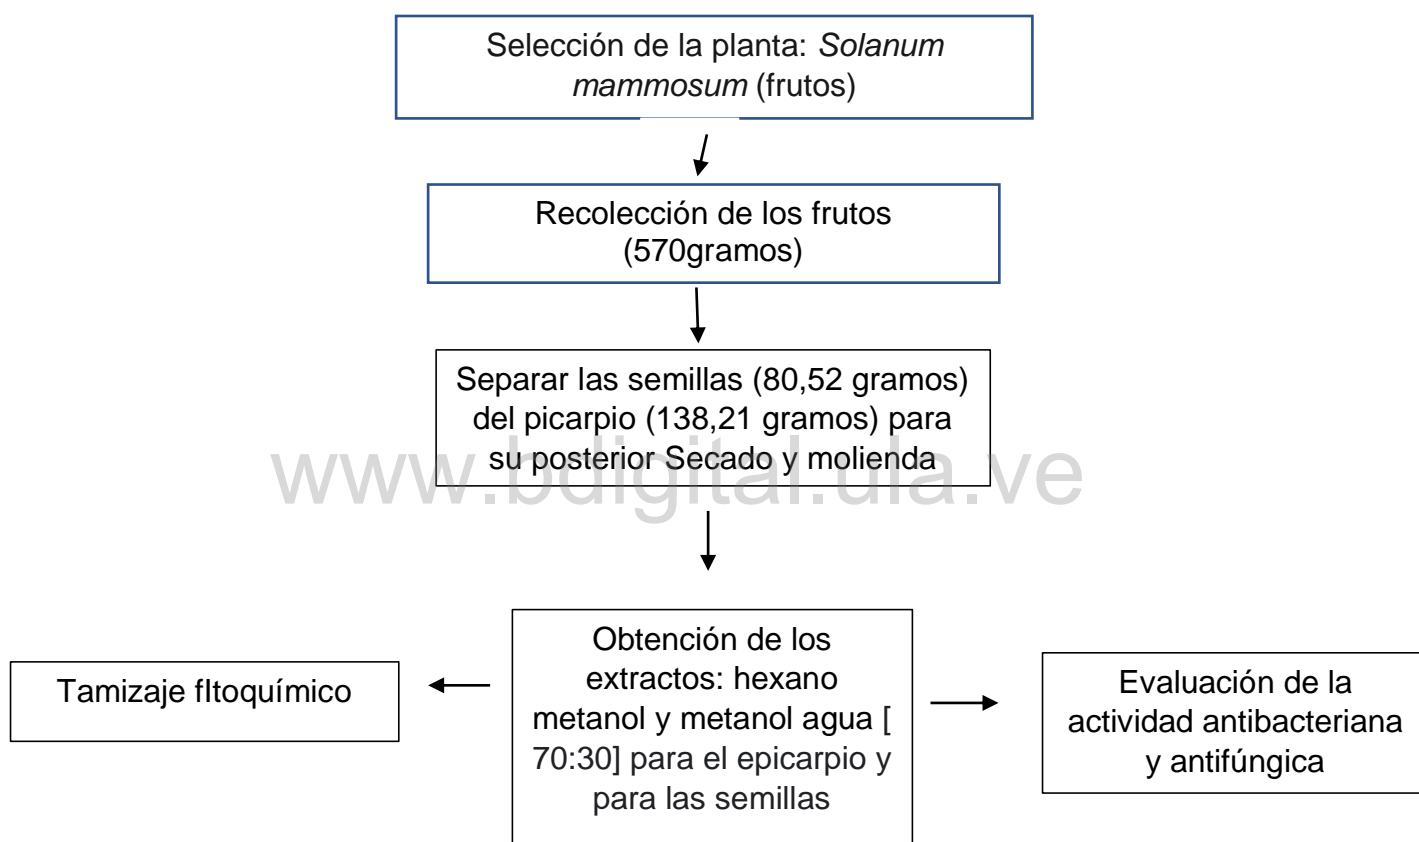 Selección de la planta: Solanum
mammosum (frutos)
Recolección de los frutos
(570gramos)
Separar las semillas (80,52 gramos)
del picarpio (138,21 gramos) para
su posterior Secado y molienda
www.bdigital.ula.ve
Tamizaje fItoquímico
Obtención de los
extractos: hexano
metanol y metanol agua [
70:30] para el epicarpio y
para las semillas
Evaluación de la
actividad antibacteriana
y antifúngica